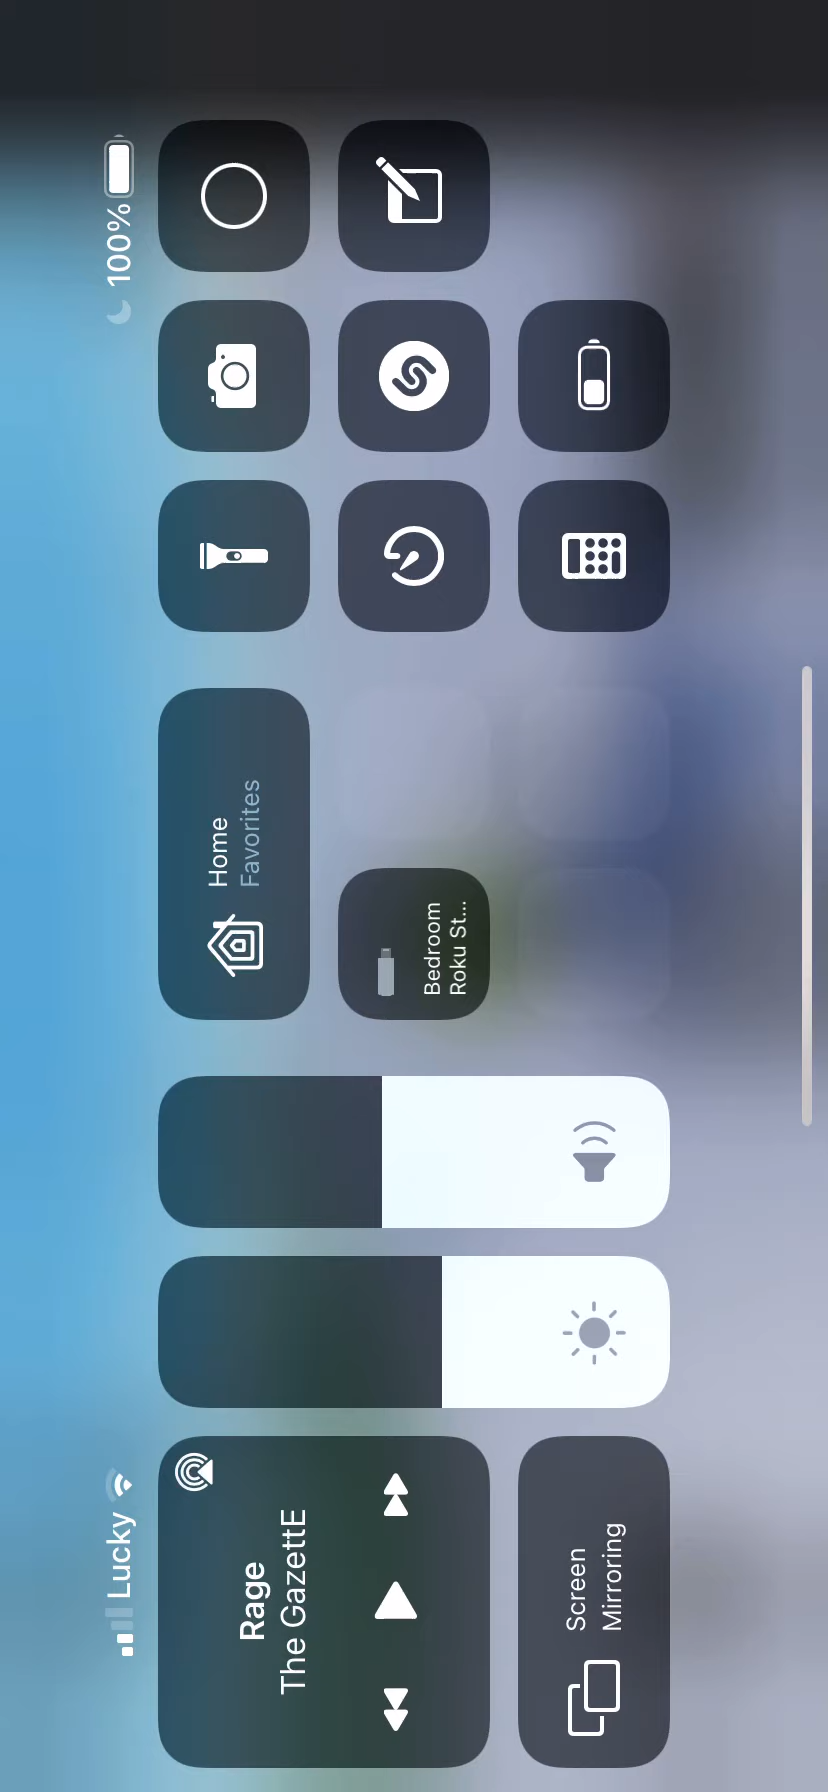 Lucky
100%
Rage
The GazettE
Screen
Mirroring
Home
Favorites
Bedroom
Roku St...